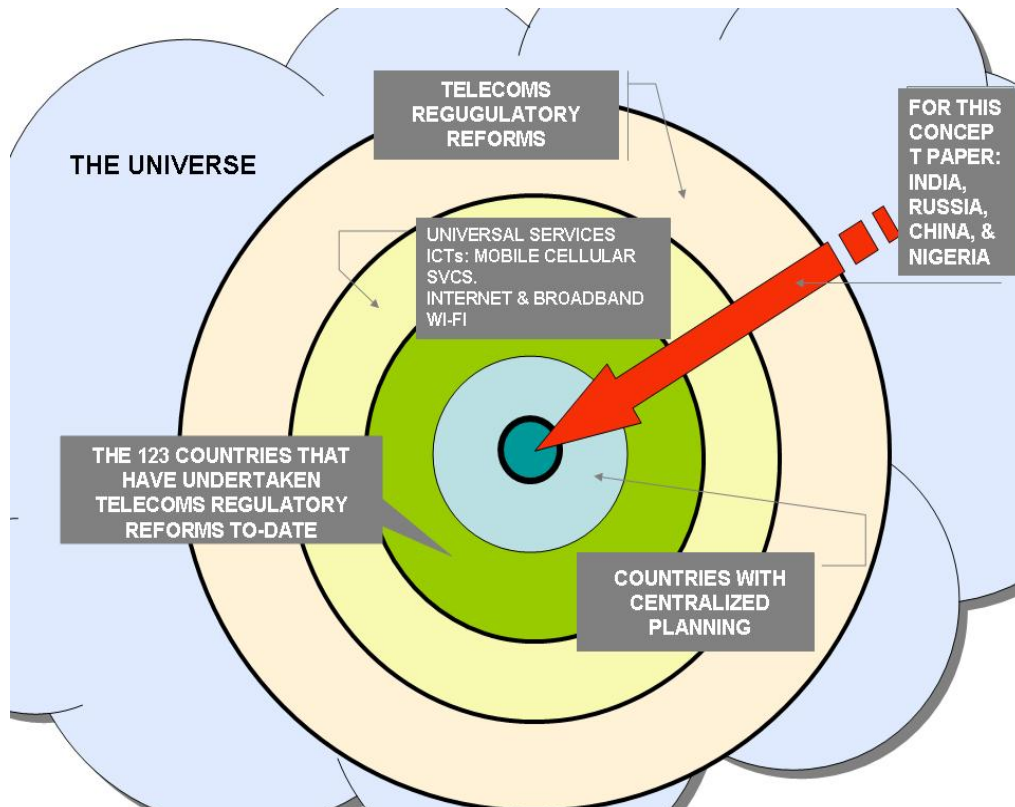 TELECOMS
REGUGULATORY
REFORMS
THE UNIVERSE
FOR THIS
CONCEP
T PAPER:
INDIA,
RUSSIA,
CHINA, &
NIGERIA
UNIVERSAL SERVICES
ICTs: MOBILE CELLULAR
SVCS.
INTERNET & BROADBAND
WI-FI
THE 123 COUNTRIES THAT
HAVE UNDERTAKEN
TELECOMS REGULATORY
REFORMS TO-DATE
COUNTRIES WITH
CENTRALIZED
PLANNING